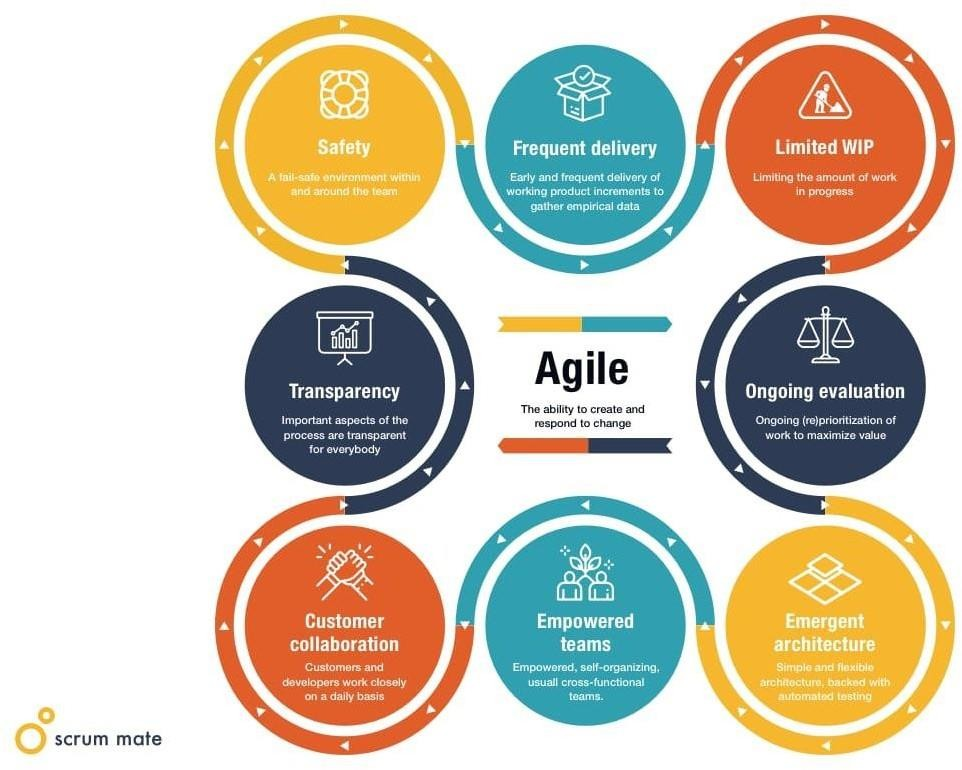 Safety
A fail-safe environment within
and around the team
Frequent delivery
Early and frequent delivery of
working product increments to
gather empirical data
Limited WIP
Limiting the amount of work
in progress
Transparency
Important aspects of the
process are transparent
for everybody
Agile
The ability to create and
respond to change
Ongoing evaluation
Ongoing (re)prioritization of
work to maximize value
Customer
collaboration
Customers and
developers work closely
on a daily basis
Empowered
teams
Empowered, self-organizing,
usuall cross-functional
teams.
Emergent
architecture
Simple and flexible
architecture, backed with
automated testing
scrum mate